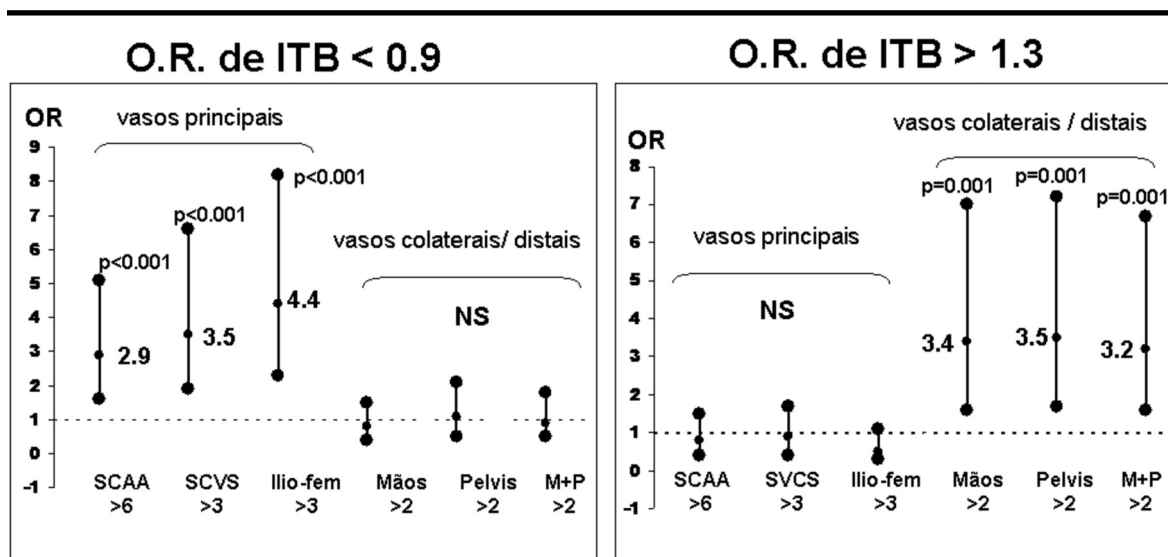 O.R. de ITB < 0.9
OR
vasos principais
9
8
7
6
5
4
3
2
1
0
-1
p<0.001
p<0.001
p<0.001
2.9
3.5
4.4
vasos colaterais/ distais
NS
SCAA SCVS Ilio-fem Mãos Pelvis M+P
>6 >3 >3 >2 >2 >2
O.R. de ITB > 1.3
OR
vasos colaterais / distais
8
7
6
5
4
3
2
1
0
-1
p=0.001
p=0.001
p=0.001
vasos principais
NS
3.4
3.5
3.2
SCAA SVCS Ilio-fem Mãos Pelvis M+P
>6 >3 >3 >2 >2 >2